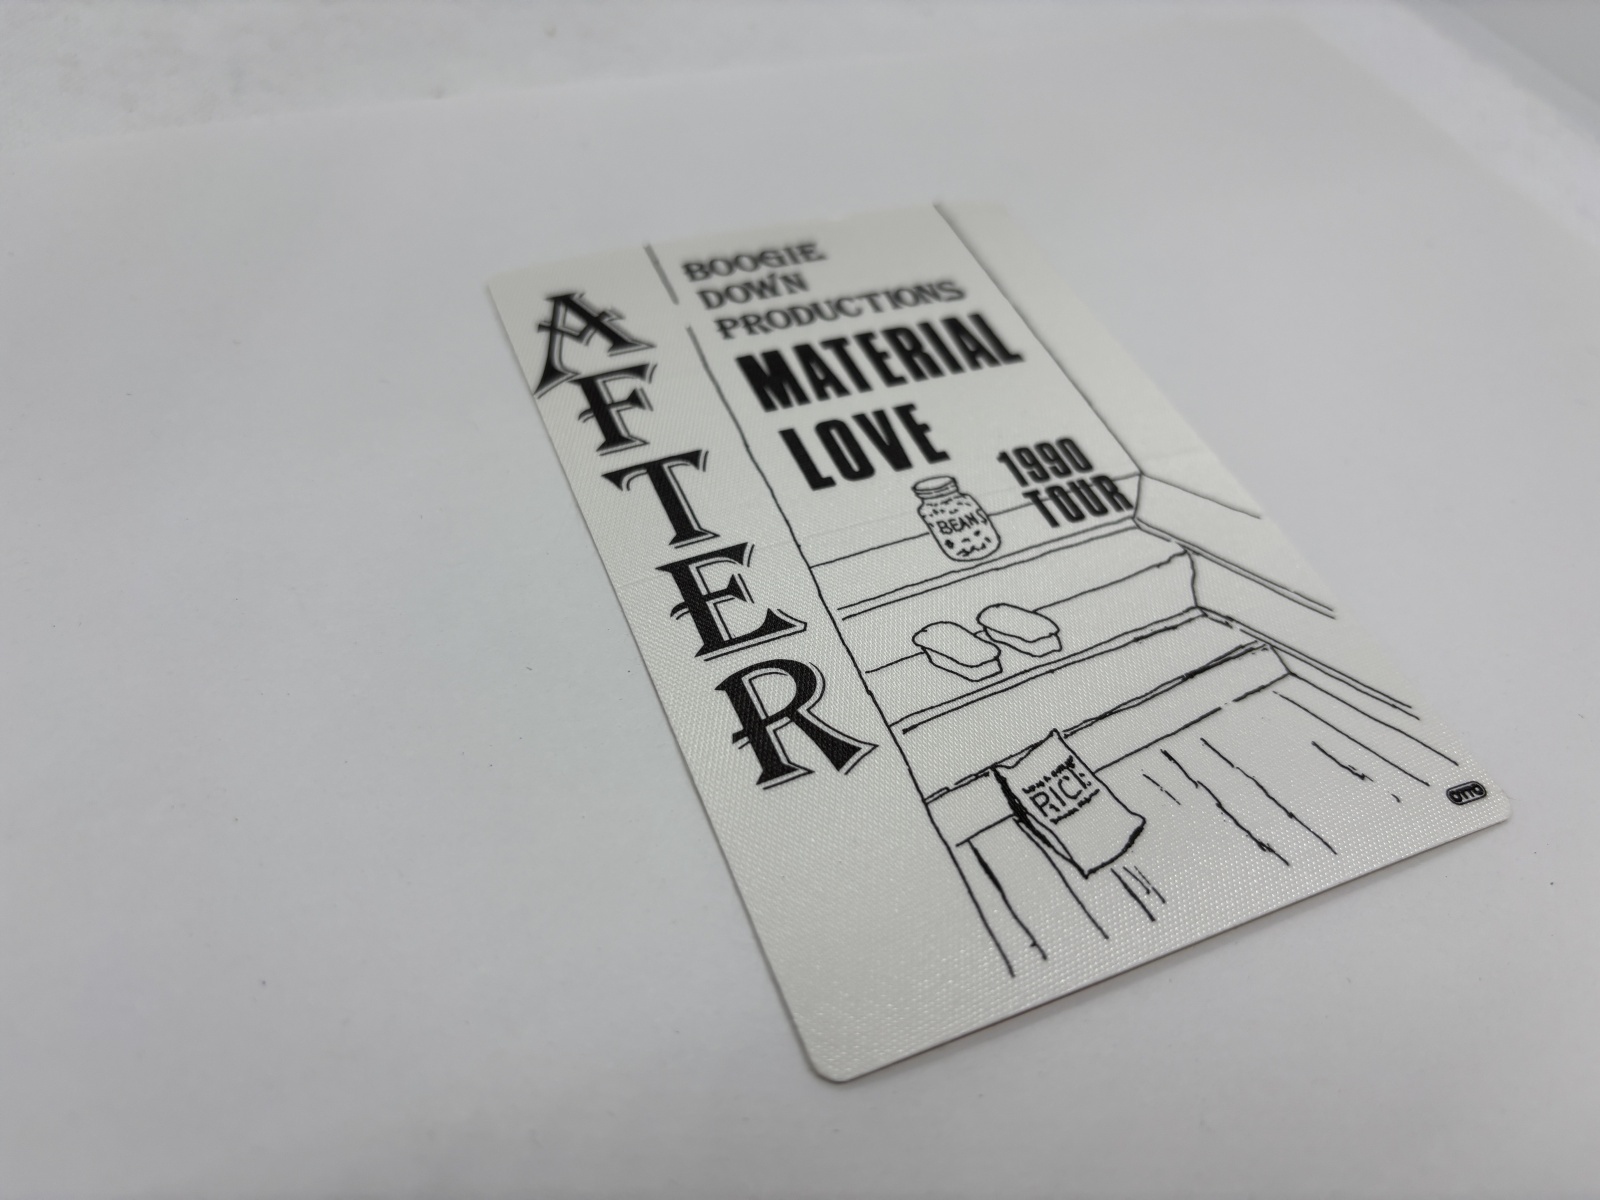 AFTER
BOOGIE
DOWN
PRODUCTIONS
MATERIAL
LOVE
1990
TOUR
BEANS
RICE
OTTO